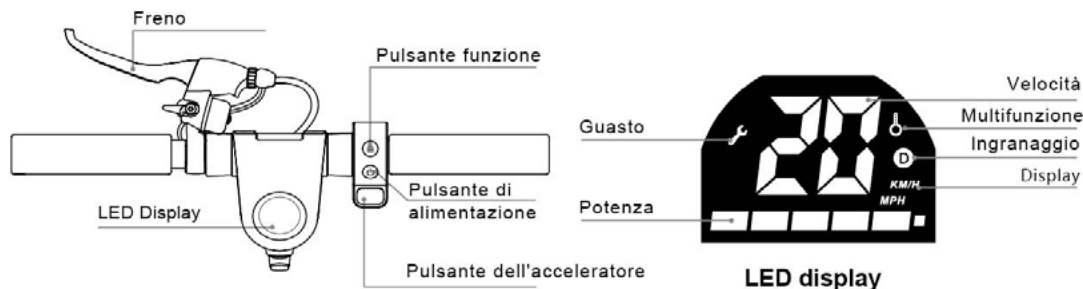 Freno
Pulsante funzione
Pulsante di
alimentazione
LED Display
Pulsante dell'acceleratore
Velocità
Multifunzione
Guasto
Ingranaggio
D
Display
KM/H
MPH
Potenza
20
LED display